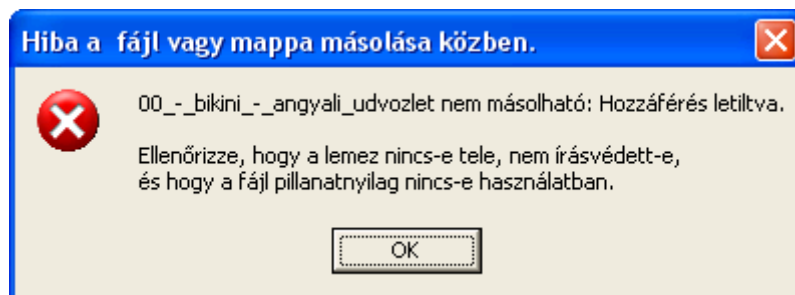 Hiba a fájl vagy mappa másolása közben.
00_-_bikini_-_angyali_udvozlet nem másolható: Hozzáférés letiltva.
Ellenőrizze, hogy a lemez nincs-e tele, nem írásvédett-e,
és hogy a fájl pillanatnyilag nincs-e használatban.
OK